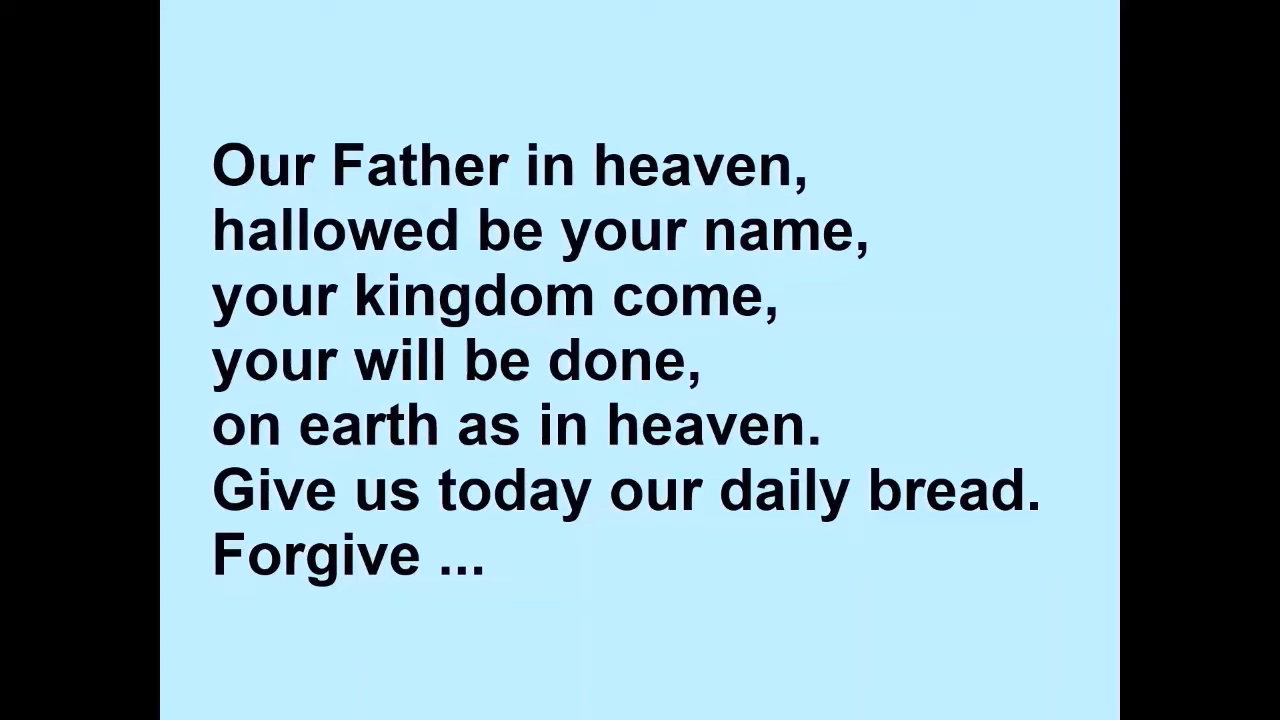 Our Father in heaven,
hallowed be your name,
your kingdom come,
your will be done,
on earth as in heaven.
Give us today our daily bread.
Forgive ...